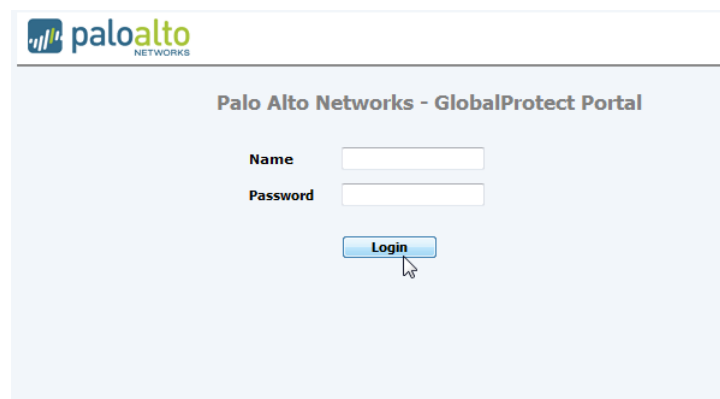 paloalto
NETWORKS
Palo Alto Networks - GlobalProtect Portal
Name
Password
Login